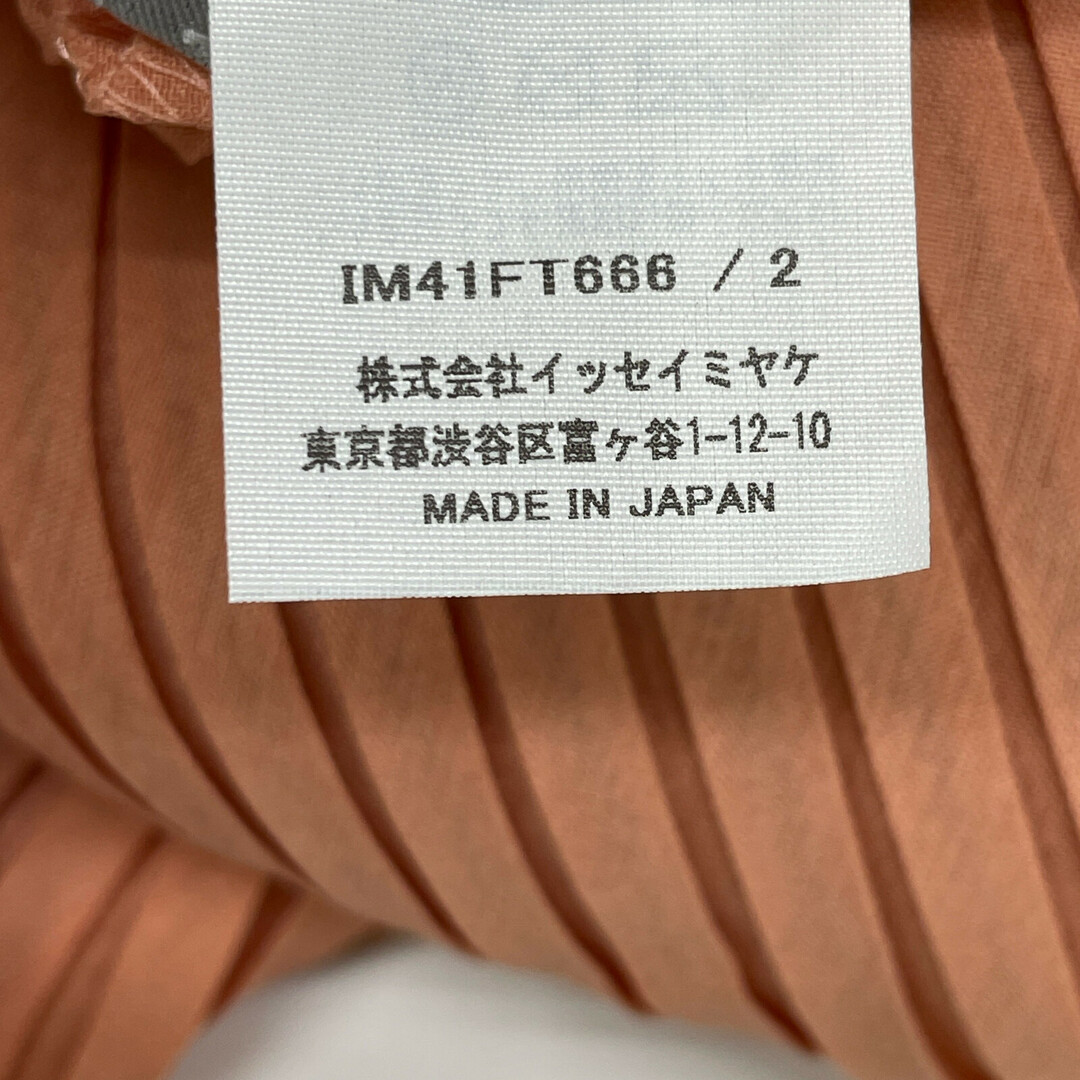 IM41FT666 / 2
株式会社イッセイミヤケ
東京都渋谷区富ヶ谷1-12-10
MADE IN JAPAN